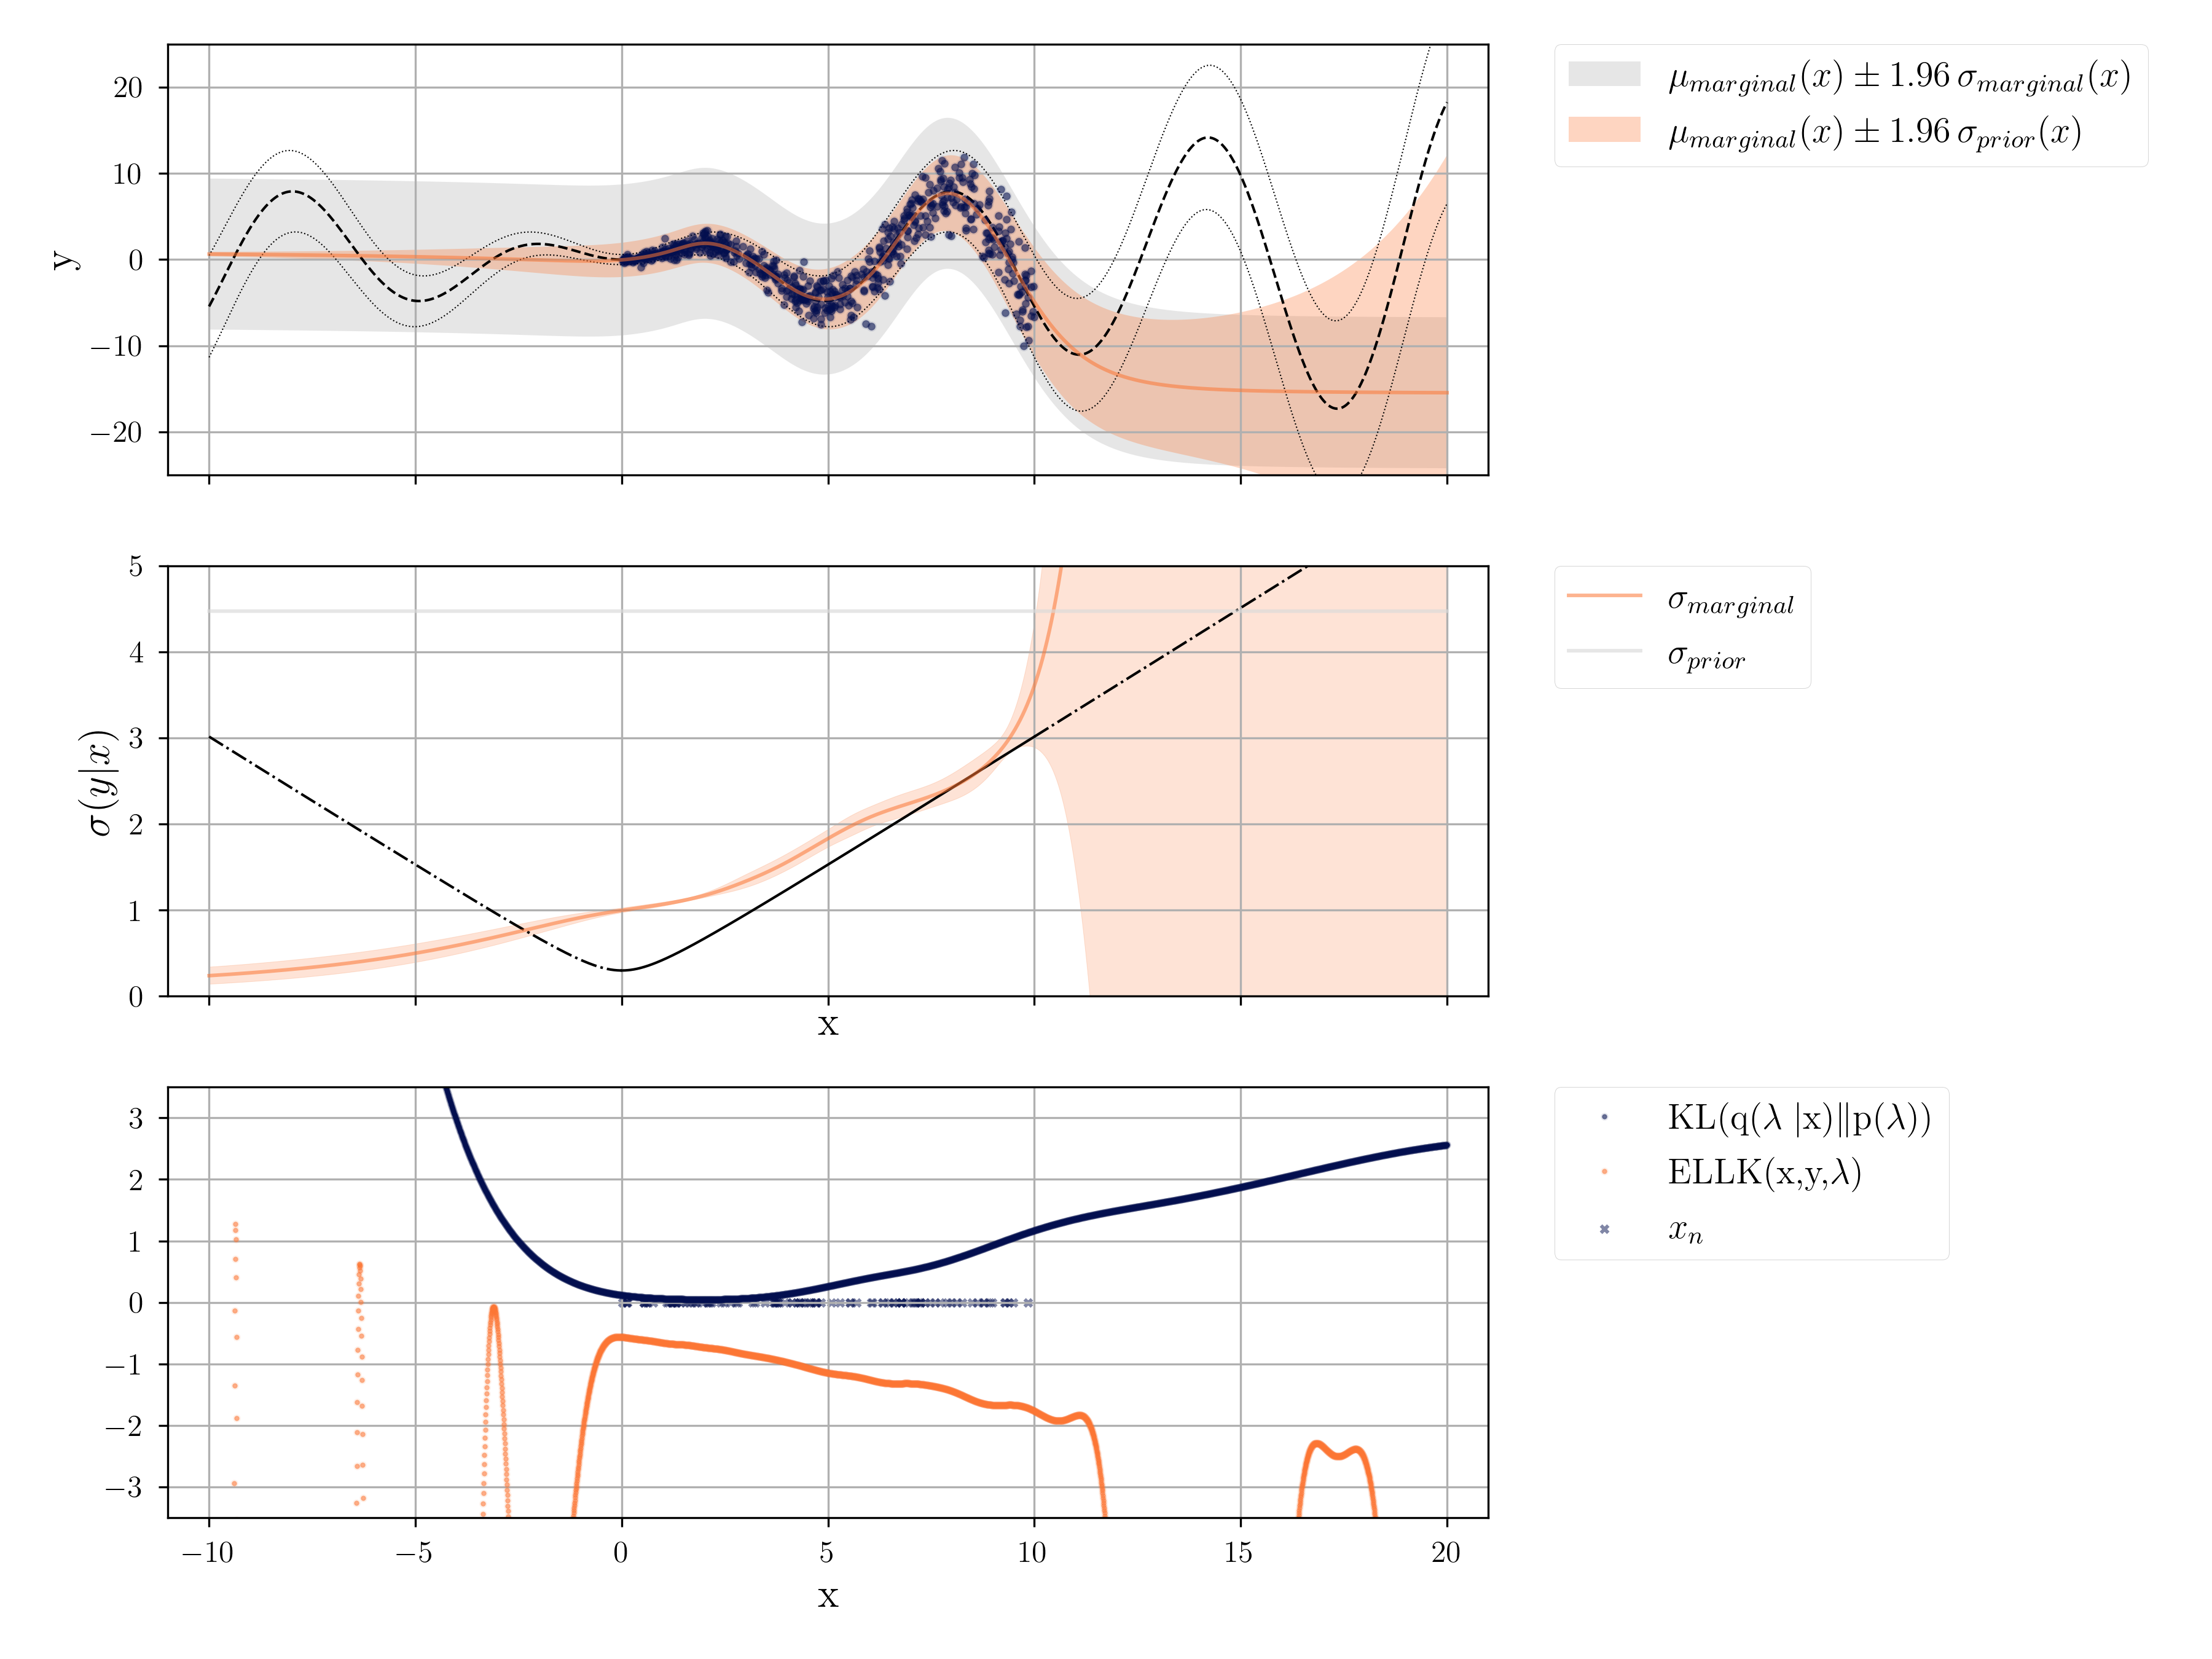 20
10
0
−10
−20
y
μ_marginal(x) ± 1.96 σ_marginal(x)
μ_marginal(x) ± 1.96 σ_prior(x)
5
4
3
2
1
0
σ(y|x)
x
σ_marginal
σ_prior
3
2
1
0
−1
−2
−3
−10 −5 0 5 10 15 20
x
KL(q(λ |x)∥p(λ))
ELLK(x,y,λ)
x_n